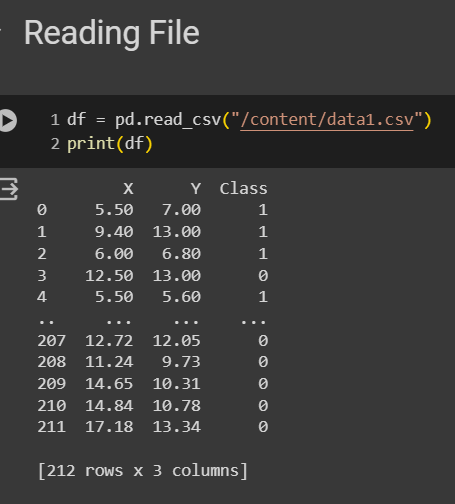 Reading File
1 df = pd.read_csv("/content/data1.csv")
2 print(df)
X Y Class
0 5.50 7.00 1
1 9.40 13.00 1
2 6.00 6.80 1
3 12.50 13.00 0
4 5.50 5.60 1
.. ... ... ...
207 12.72 12.05 0
208 11.24 9.73 0
209 14.65 10.31 0
210 14.84 10.78 0
211 17.18 13.34 0
[212 rows x 3 columns]